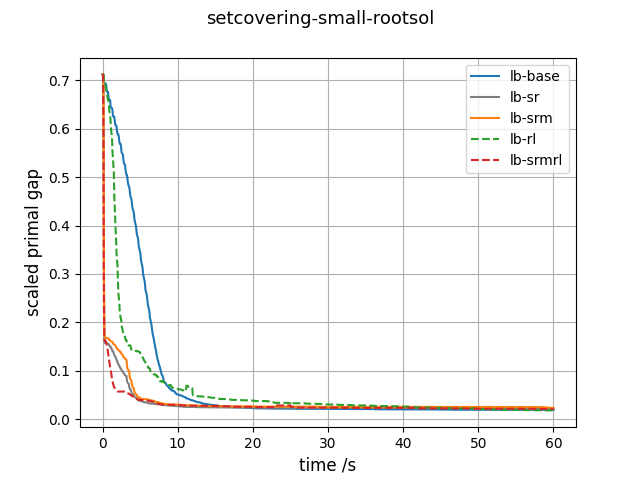 setcovering-small-rootsol
scaled primal gap
0.7
0.6
0.5
0.4
0.3
0.2
0.1
0.0
lb-base
lb-sr
lb-srm
lb-rl
lb-srmrl
0 10 20 30 40 50 60
time /s